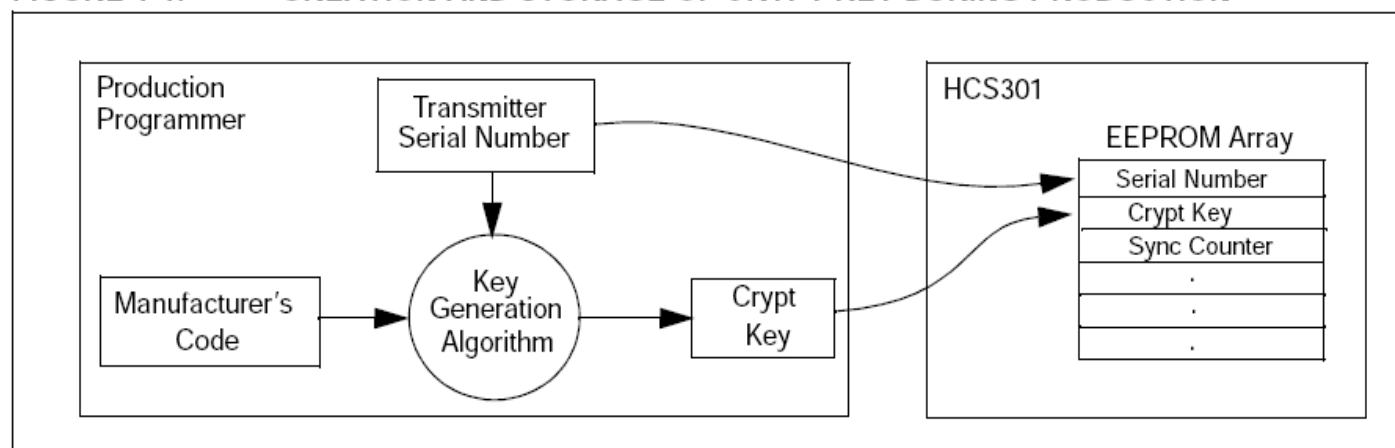 Production
Programmer
Transmitter
Serial Number
Manufacturer's
Code
Key
Generation
Algorithm
Crypt
Key
HCS301
EEPROM Array
Serial Number
Crypt Key
Sync Counter
.
.
.